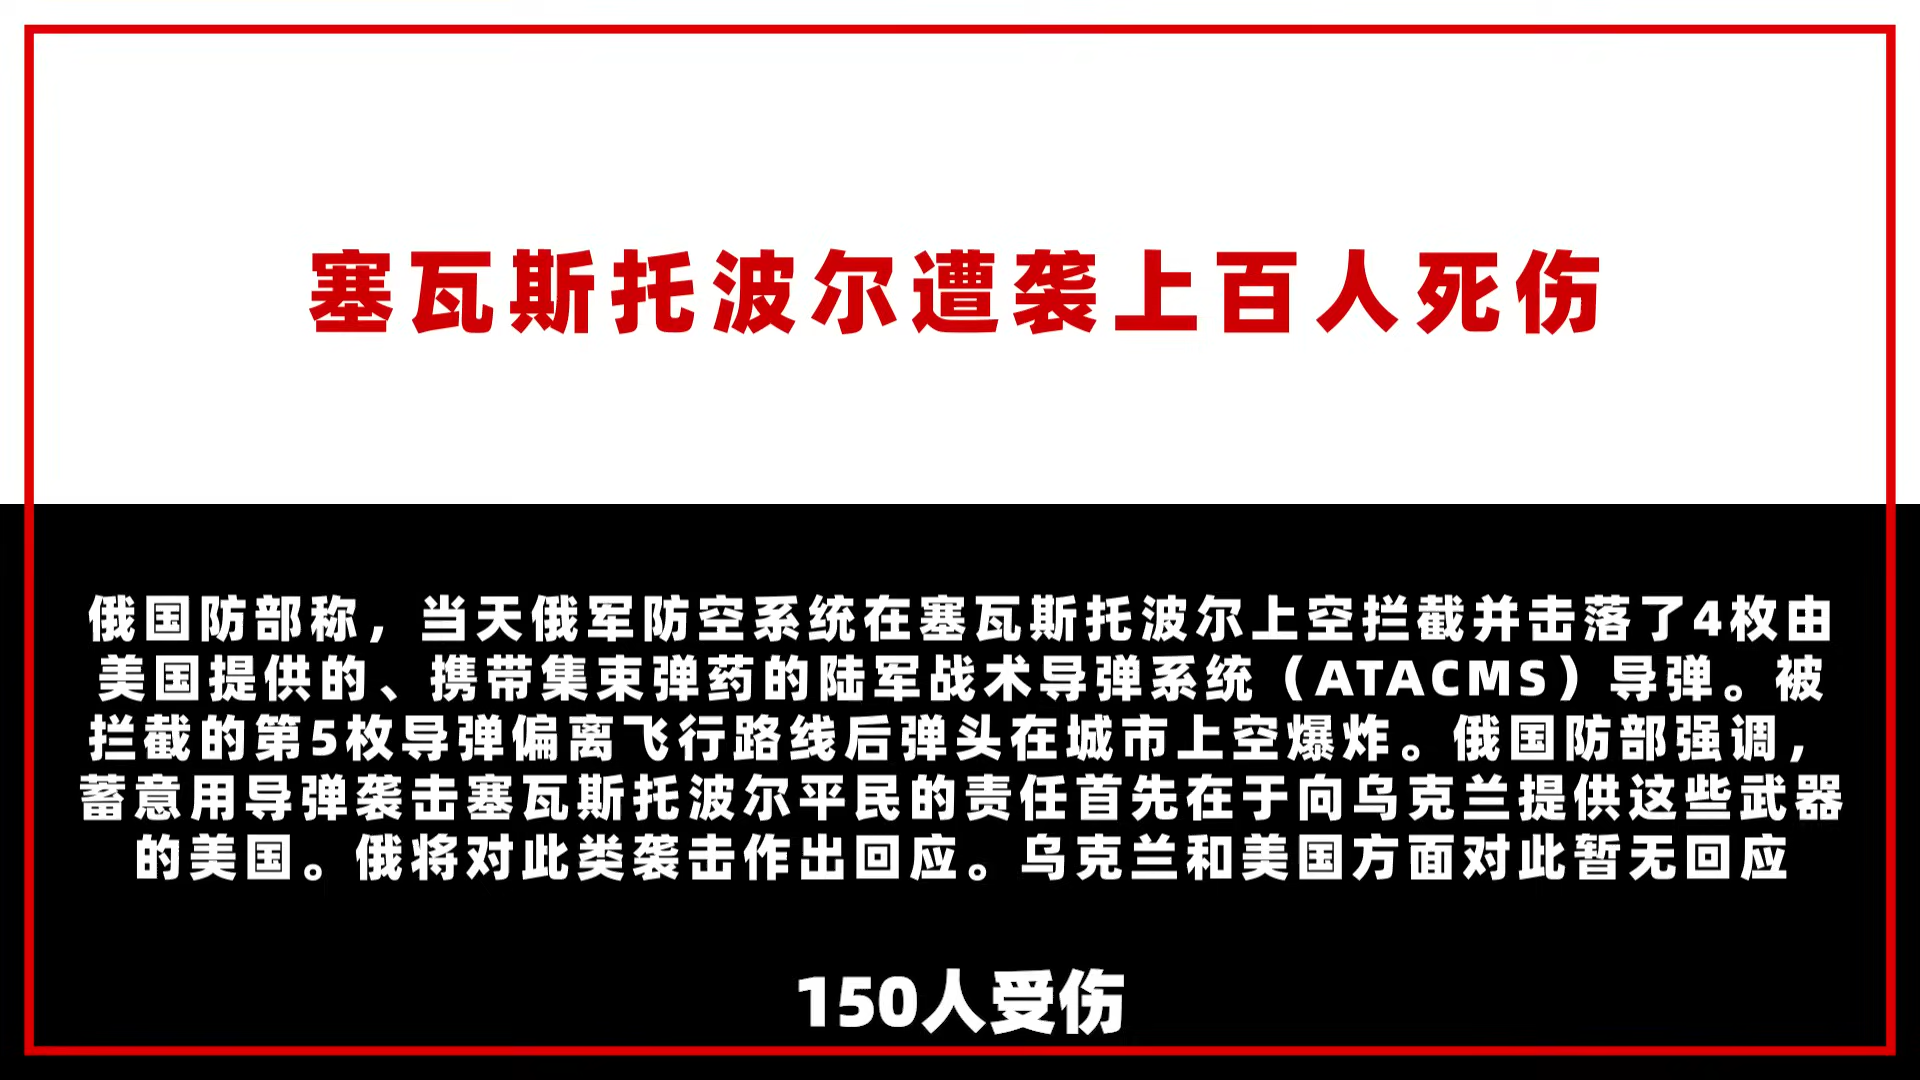 塞瓦斯托波尔遭袭上百人死伤
俄国防部称，当天俄军防空系统在塞瓦斯托波尔上空拦截并击落了4枚由
美国提供的、携带集束弹药的陆军战术导弹系统（ATACMS）导弹。被
拦截的第5枚导弹偏离飞行路线后弹头在城市上空爆炸。俄国防部强调，
蓄意用导弹袭击塞瓦斯托波尔平民的责任首先在于向乌克兰提供这些武器
的美国。俄将对此类袭击作出回应。乌克兰和美国方面对此暂无回应
150人受伤